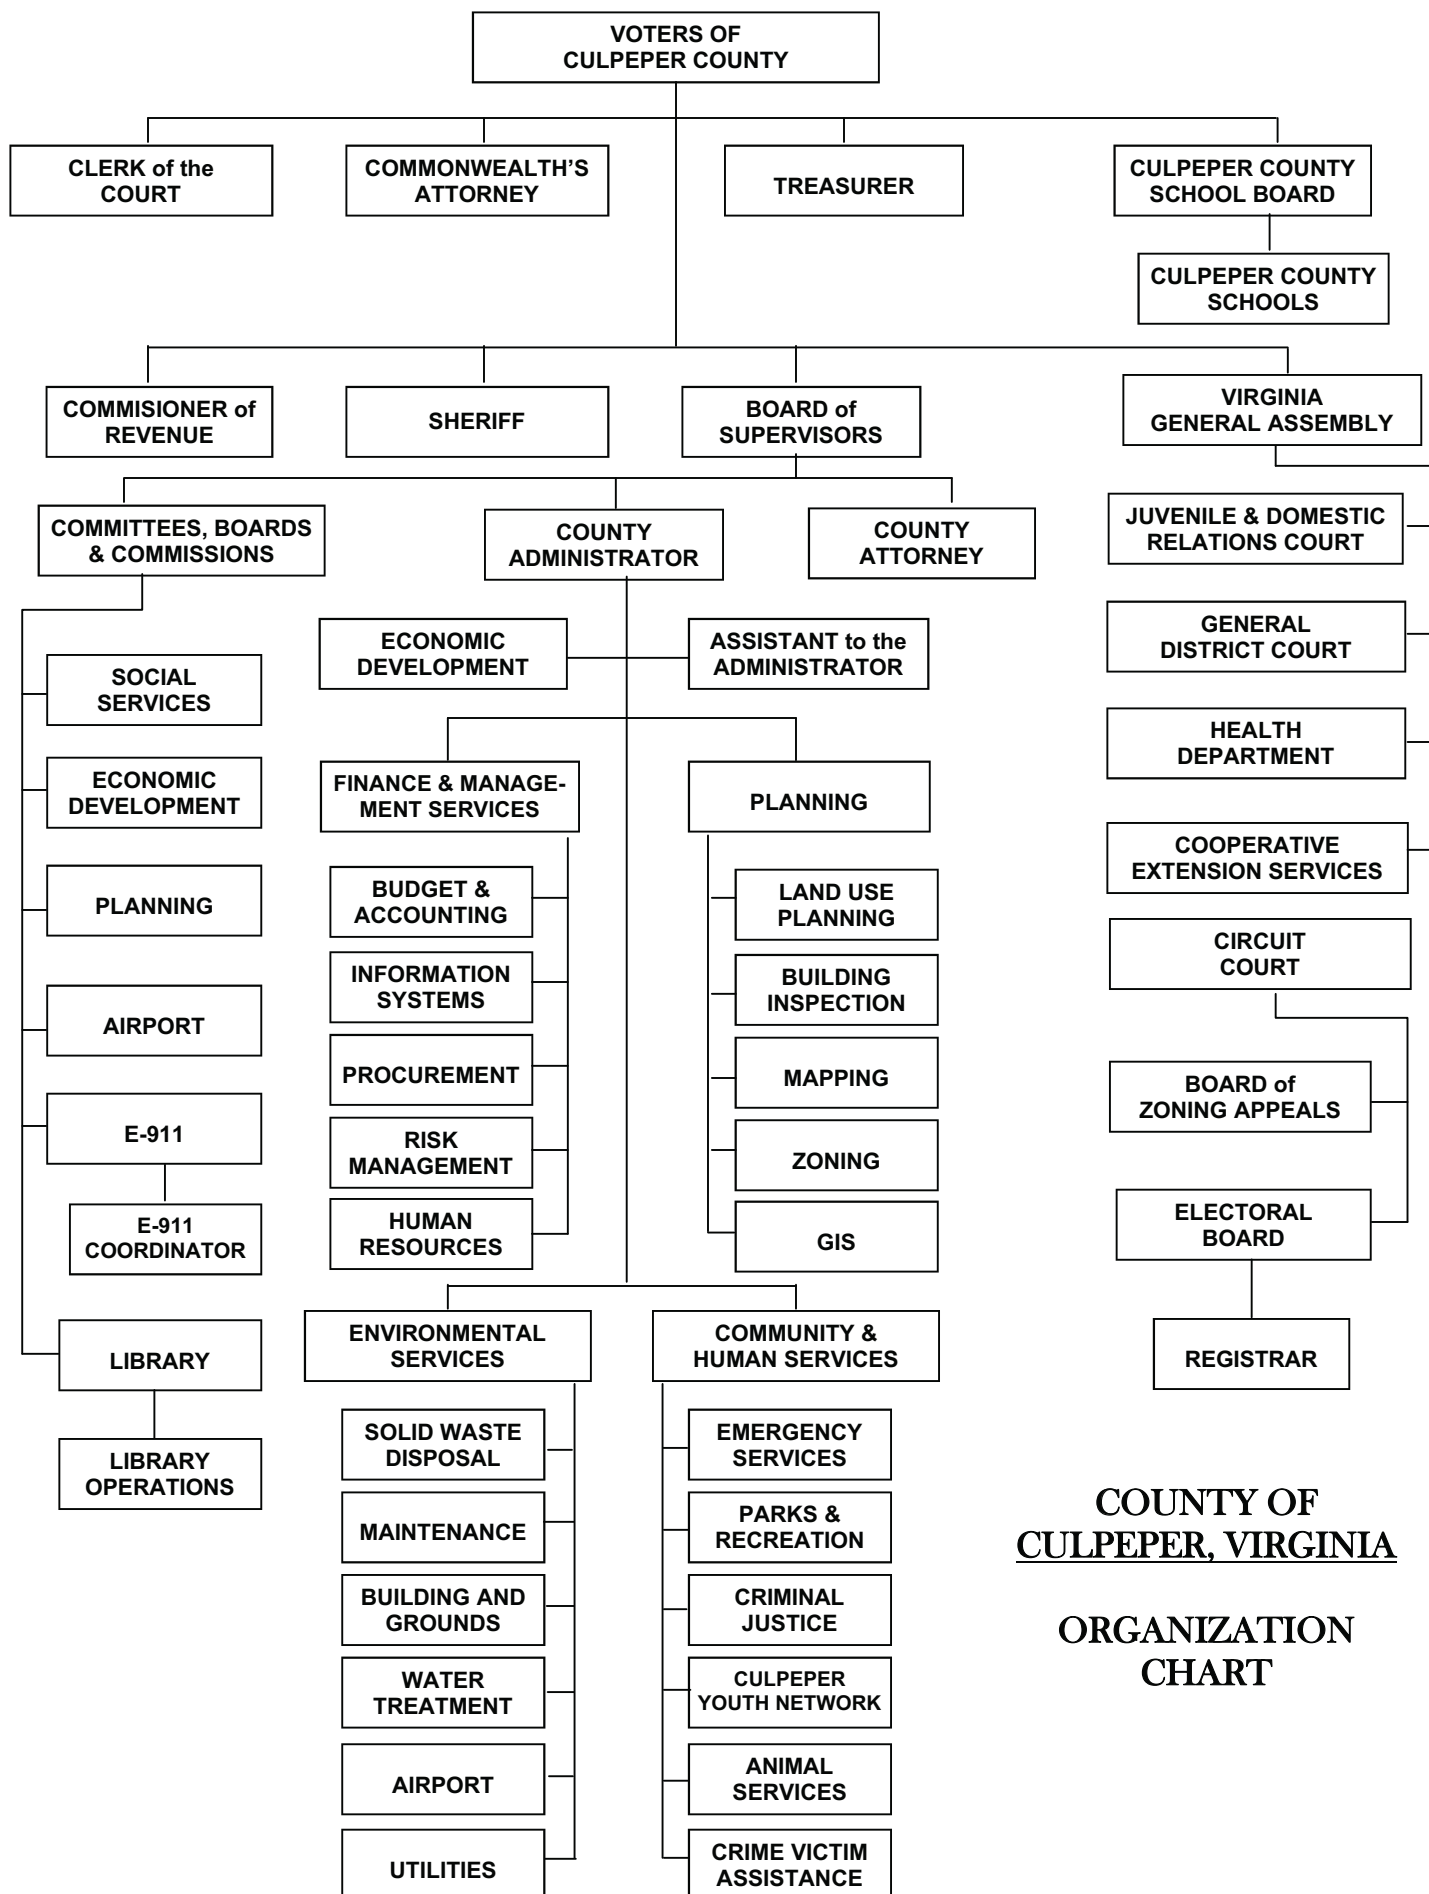 VOTERS OF
CULPEPER COUNTY
CLERK of the
COURT
COMMONWEALTH'S
ATTORNEY
TREASURER
CULPEPER COUNTY
SCHOOL BOARD
CULPEPER COUNTY
SCHOOLS
COMMISIONER of
REVENUE
SHERIFF
BOARD of
SUPERVISORS
VIRGINIA
GENERAL ASSEMBLY
COMMITTEES, BOARDS
& COMMISSIONS
COUNTY
ADMINISTRATOR
COUNTY
ATTORNEY
SOCIAL
SERVICES
ECONOMIC
DEVELOPMENT
PLANNING
AIRPORT
E-911
E-911
COORDINATOR
LIBRARY
LIBRARY
OPERATIONS
ECONOMIC
DEVELOPMENT
ASSISTANT to the
ADMINISTRATOR
FINANCE & MANAGE-
MENT SERVICES
BUDGET &
ACCOUNTING
INFORMATION
SYSTEMS
PROCUREMENT
RISK
MANAGEMENT
HUMAN
RESOURCES
PLANNING
LAND USE
PLANNING
BUILDING
INSPECTION
MAPPING
ZONING
GIS
ENVIRONMENTAL
SERVICES
SOLID WASTE
DISPOSAL
MAINTENANCE
BUILDING AND
GROUNDS
WATER
TREATMENT
AIRPORT
UTILITIES
COMMUNITY &
HUMAN SERVICES
EMERGENCY
SERVICES
PARKS &
RECREATION
CRIMINAL
JUSTICE
CULPEPER
YOUTH NETWORK
ANIMAL
SERVICES
CRIME VICTIM
ASSISTANCE
JUVENILE & DOMESTIC
RELATIONS COURT
GENERAL
DISTRICT COURT
HEALTH
DEPARTMENT
COOPERATIVE
EXTENSION SERVICES
CIRCUIT
COURT
BOARD of
ZONING APPEALS
ELECTORAL
BOARD
REGISTRAR
COUNTY OF
CULPEPER, VIRGINIA
ORGANIZATION
CHART